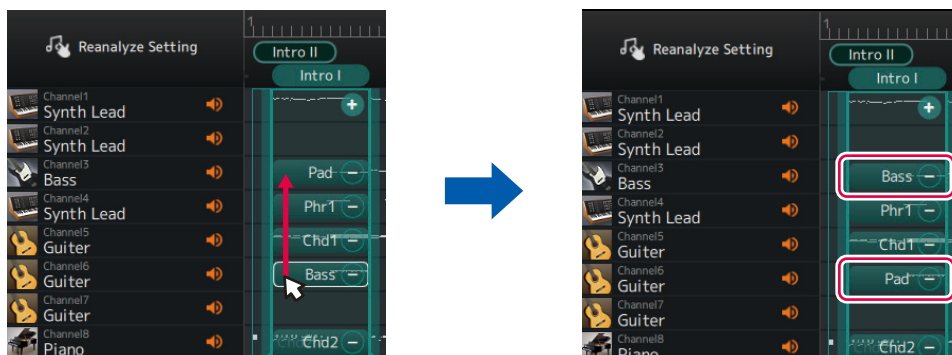 Reanalyze Setting
1
Intro II
Intro I
Channel1
Synth Lead
Channel2
Synth Lead
Channel3
Bass
Pad
Channel4
Synth Lead
Phr1
Channel5
Guiter
Chd1
Channel6
Guiter
Bass
Channel7
Guiter
Channel8
Piano
Chd2
Reanalyze Setting
1
Intro II
Intro I
Channel1
Synth Lead
Channel2
Synth Lead
Channel3
Bass
Bass
Channel4
Synth Lead
Phr1
Channel5
Guiter
Chd1
Channel6
Guiter
Pad
Channel7
Guiter
Channel8
Piano
Chd2